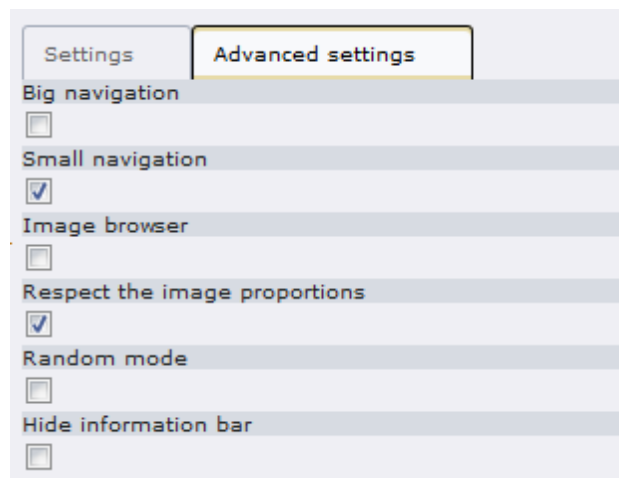 Settings
Advanced settings
Big navigation
Small navigation
Image browser
Respect the image proportions
Random mode
Hide information bar